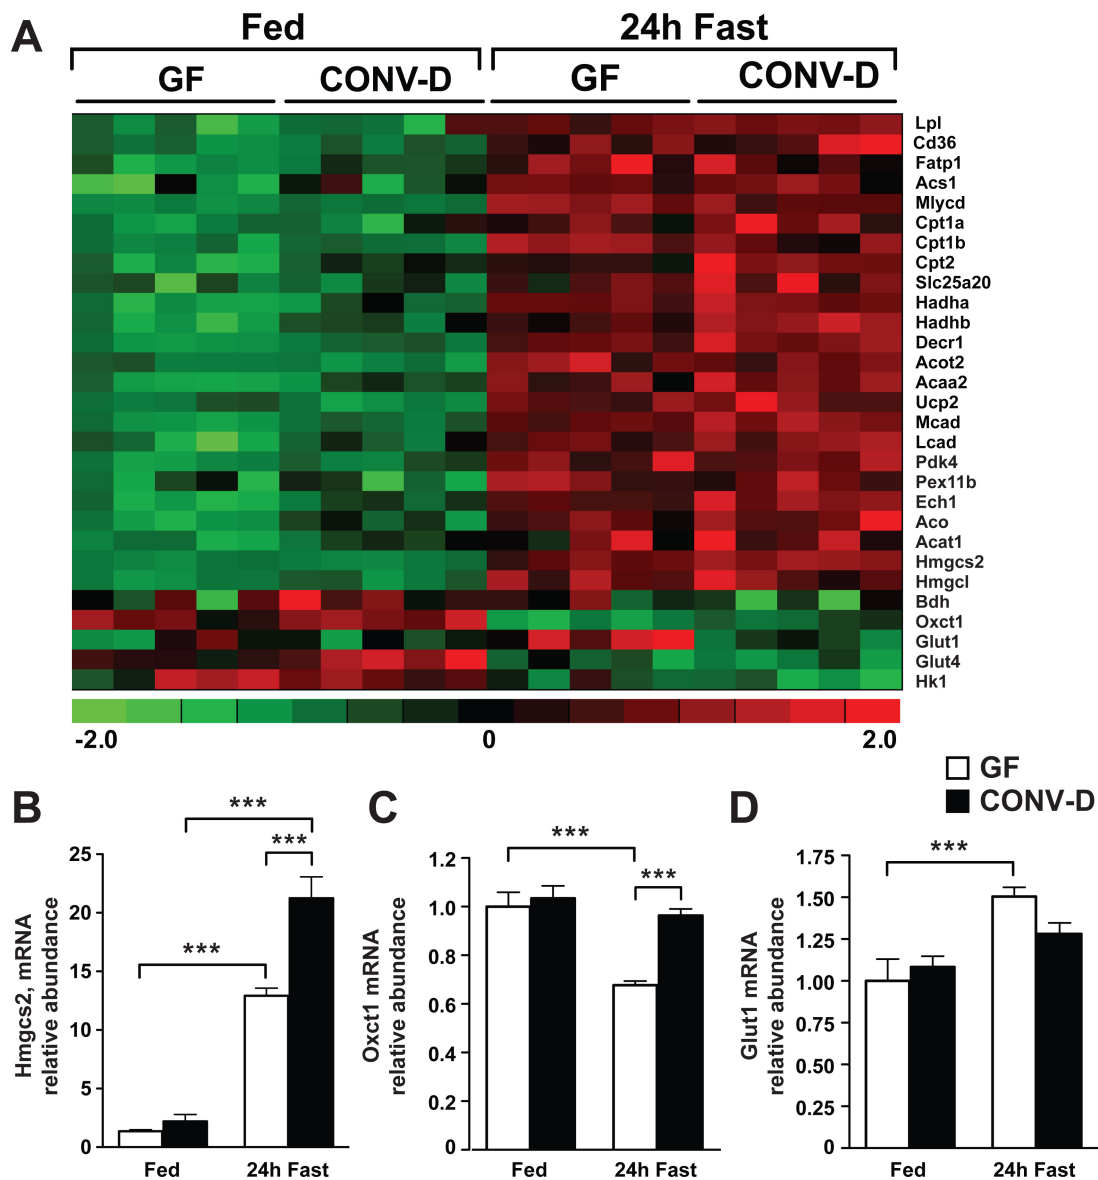 A
Fed
24h Fast
GF
CONV-D
GF
CONV-D
Lpl
Cd36
Fatp1
Acs1
Mlycd
Cpt1a
Cpt1b
Cpt2
Slc25a20
Hadha
Hadhb
Decr1
Acot2
Acaa2
Ucp2
Mcad
Lcad
Pdk4
Pex11b
Ech1
Aco
Acat1
Hmgcs2
Hmgcl
Bdh
Oxct1
Glut1
Glut4
Hk1
-2.0
0
2.0
GF
CONV-D
B
Hmgcs2, mRNA
relative abundance
25
20
15
10
5
0
***
***
***
Fed
24h Fast
C
Oxct1 mRNA
relative abundance
1.2
1.0
0.8
0.6
0.4
0.2
0
***
***
Fed
24h Fast
D
Glut1 mRNA
relative abundance
1.75
1.50
1.25
1.00
0.75
0.50
0.25
0
***
Fed
24h Fast